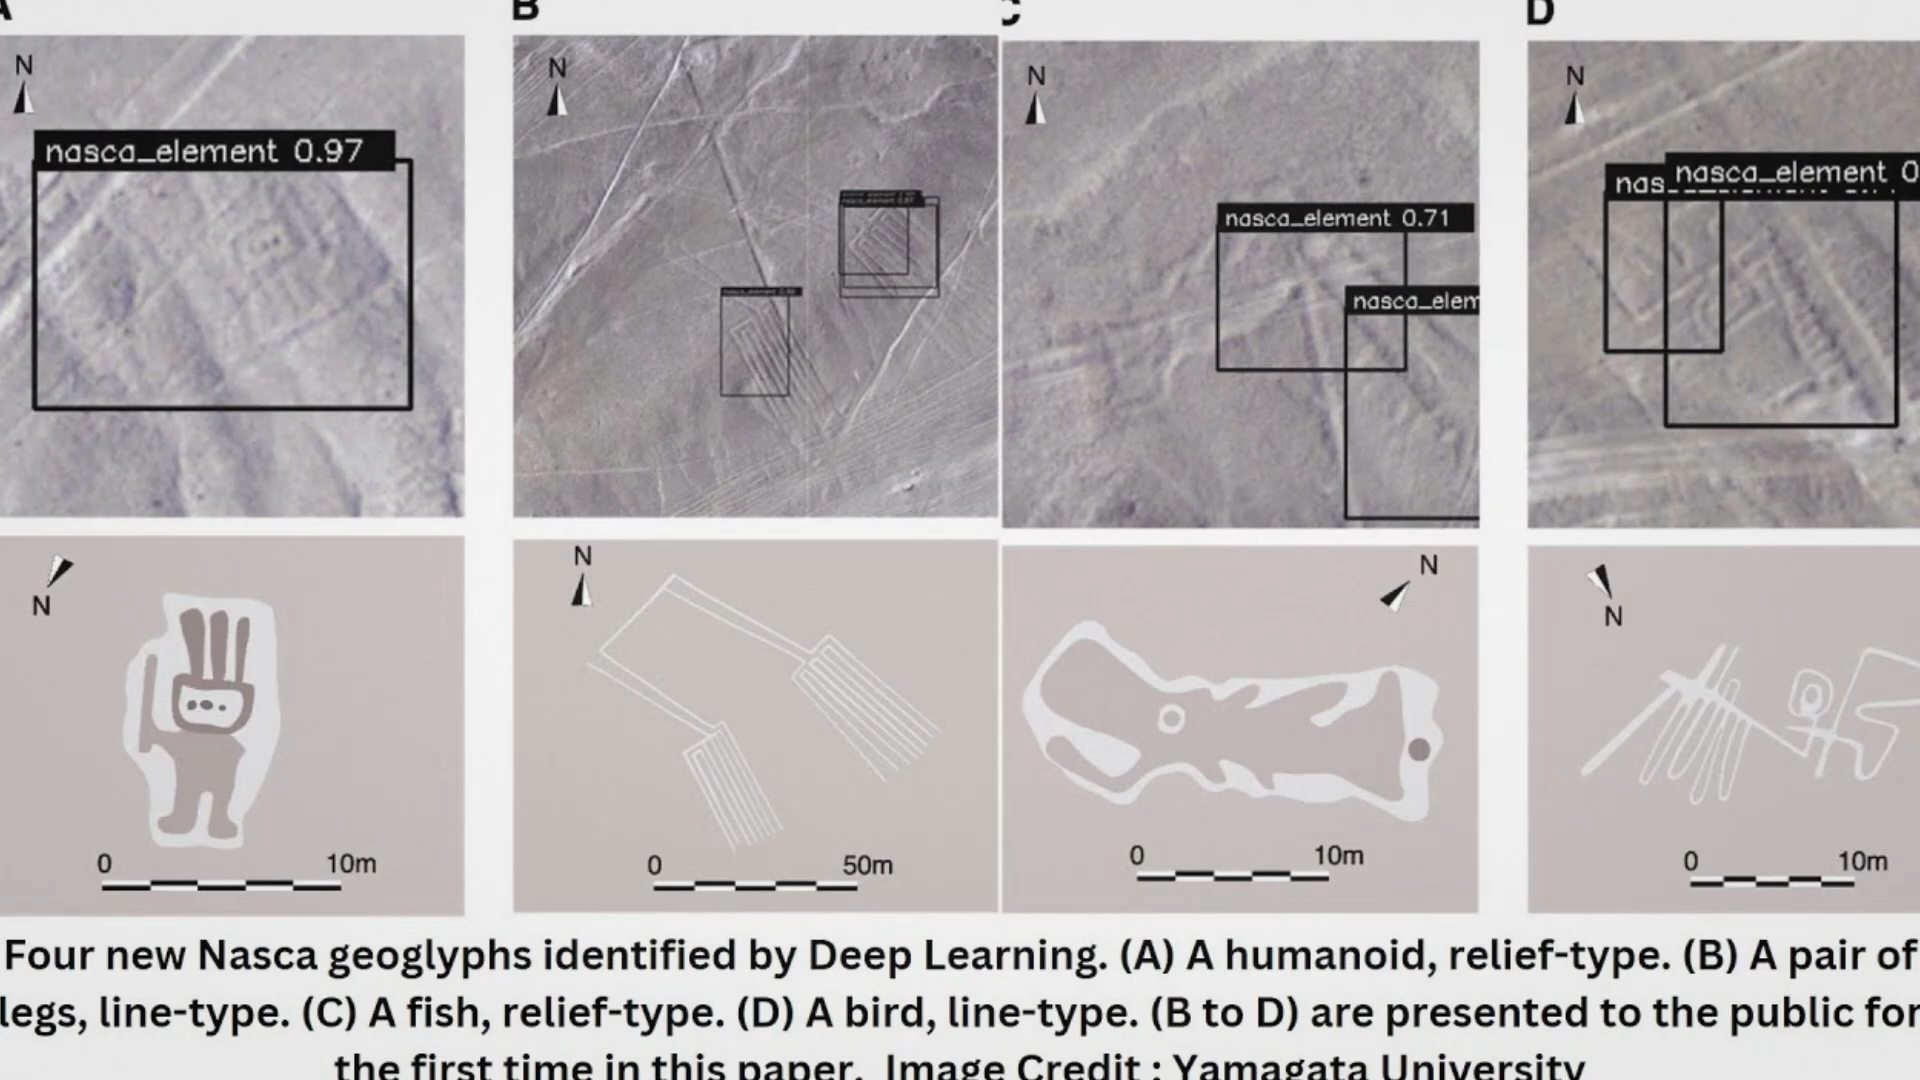 A
B
C
D
N
N
N
N
nasca_element 0.97
nasca_element 0.71
nasca_elem
nas
nasca_element 0
N
N
N
N
0 10m
0 50m
0 10m
0 10m
Four new Nasca geoglyphs identified by Deep Learning. (A) A humanoid, relief-type. (B) A pair of
legs, line-type. (C) A fish, relief-type. (D) A bird, line-type. (B to D) are presented to the public for
the first time in this paper. Image Credit : Yamagata University